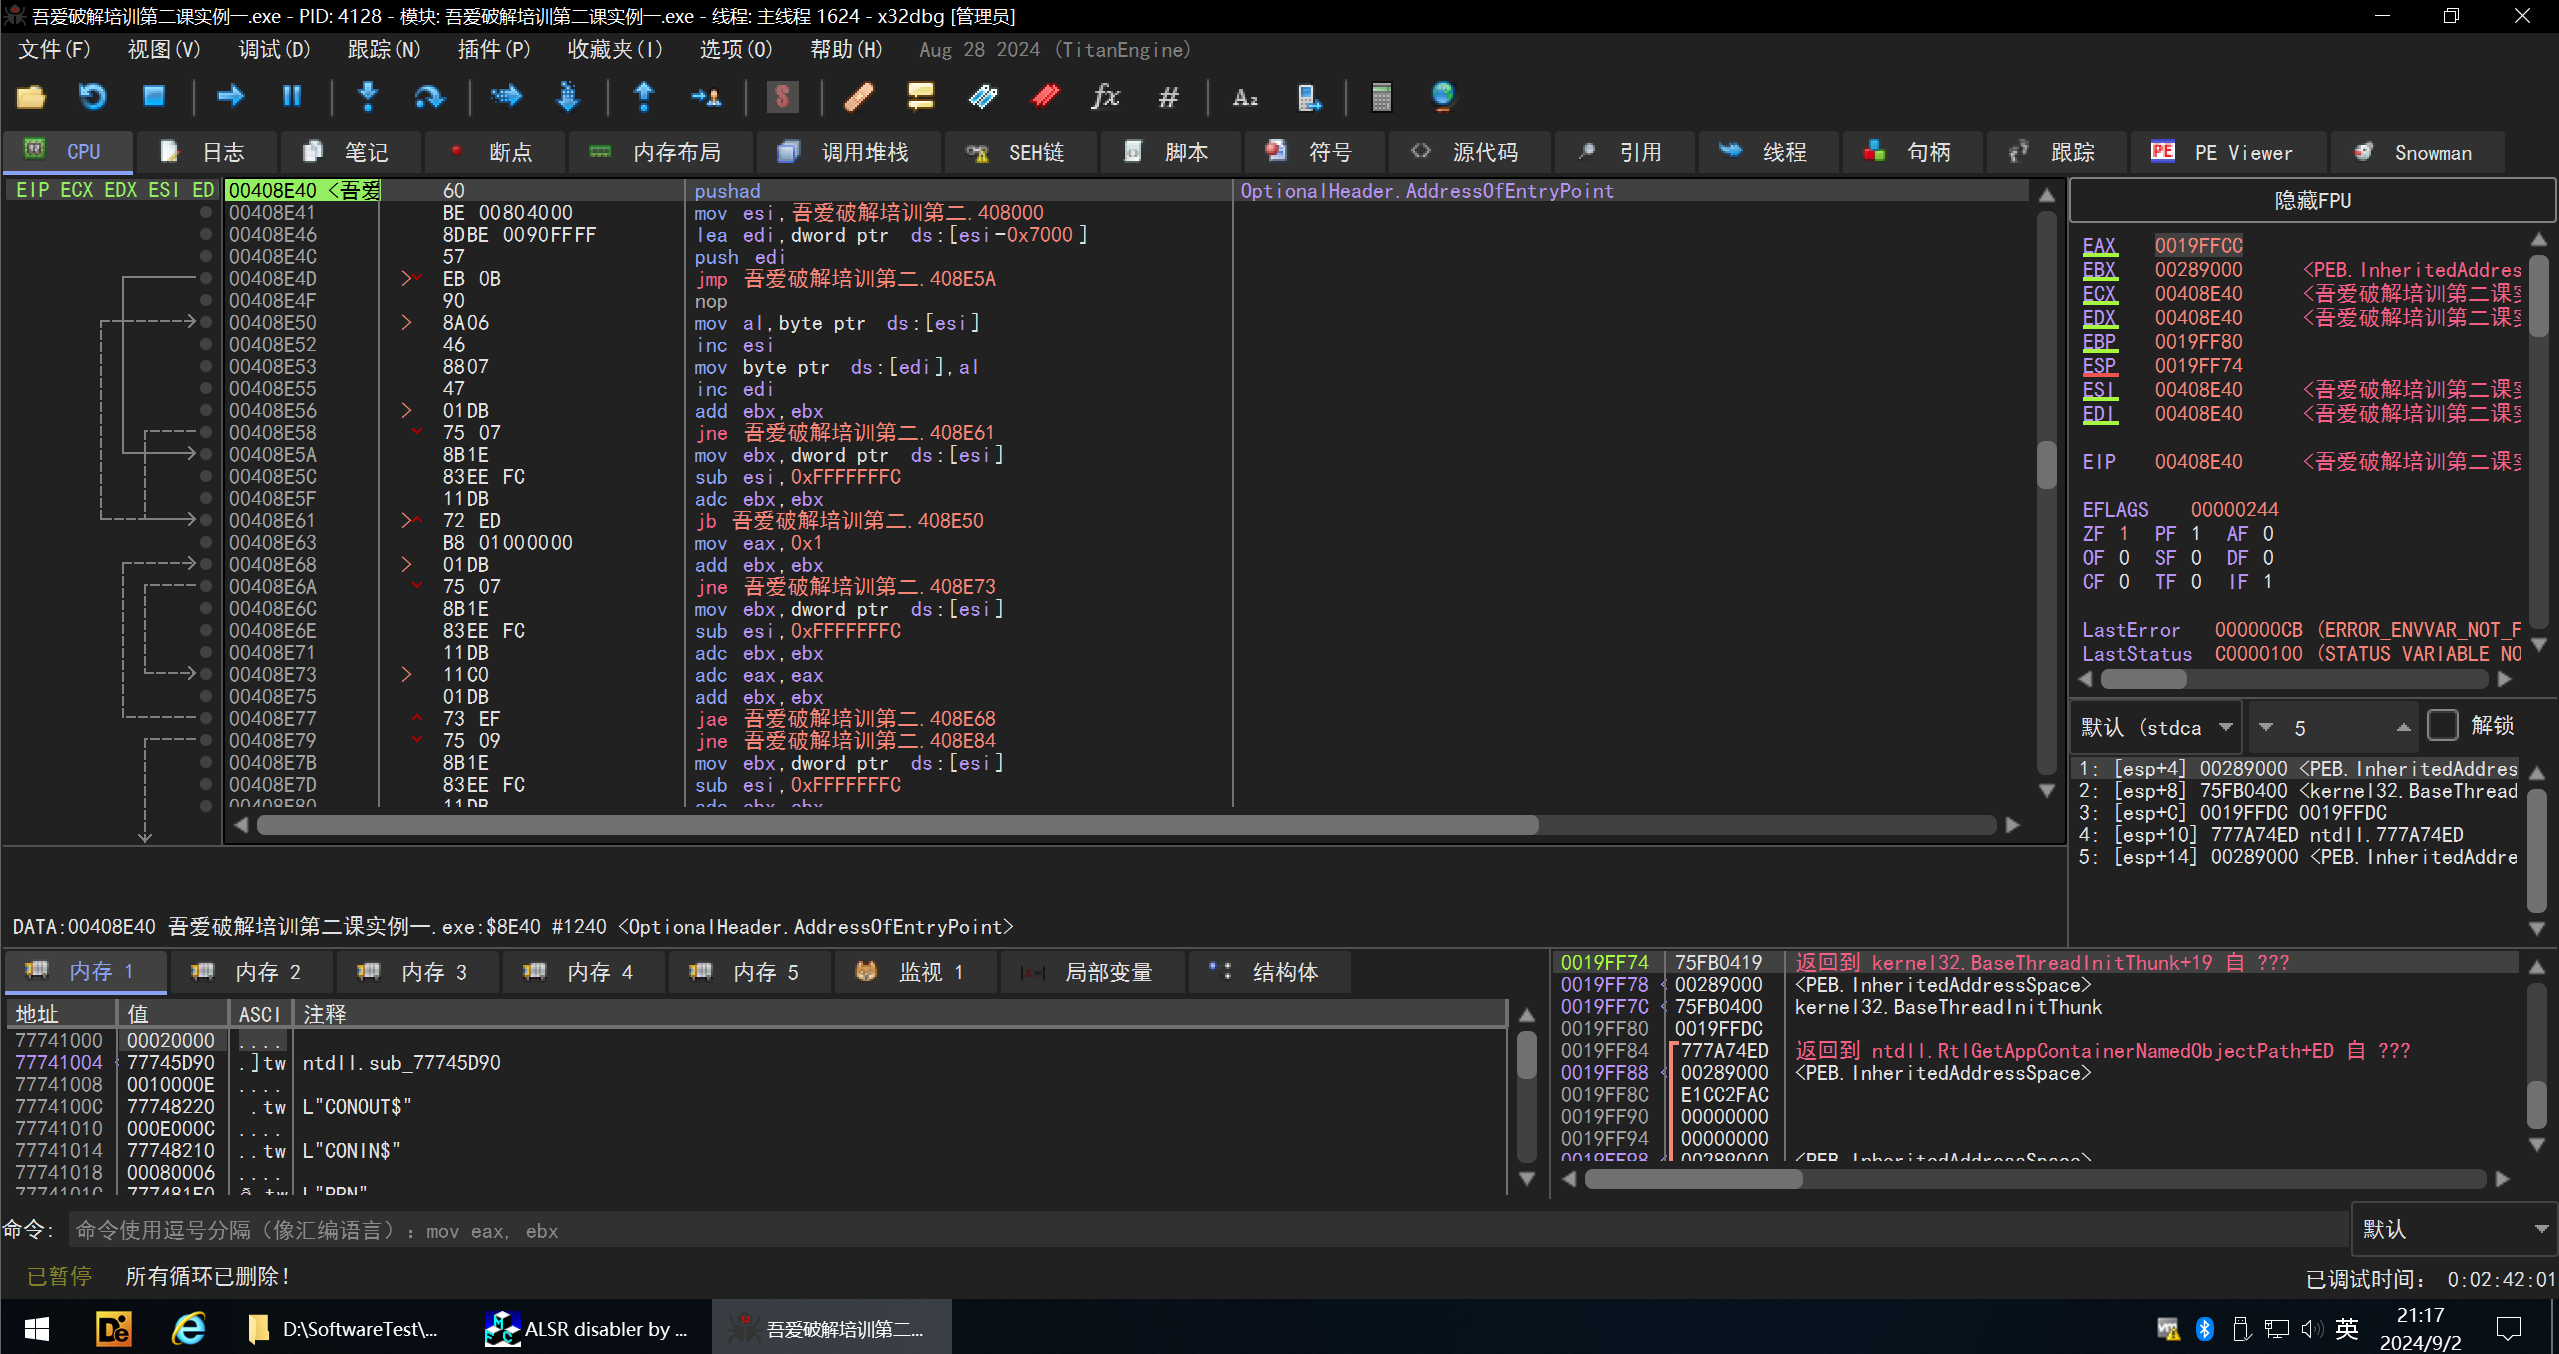 吾爱破解培训第二课实例一.exe - PID: 4128 - 模块: 吾爱破解培训第二课实例一.exe - 线程: 主线程 1624 - x32dbg [管理员]
文件(F) 视图(V) 调试(D) 跟踪(N) 插件(P) 收藏夹(I) 选项(O) 帮助(H) Aug 28 2024 (TitanEngine)
CPU 日志 笔记 断点 内存布局 调用堆栈 SEH链 脚本 符号 源代码 引用 线程 句柄 跟踪 PE Viewer Snowman
EIP ECX EDX ESI ED 00408E40 <吾爱 60 pushad OptionalHeader.AddressOfEntryPoint
00408E41 BE 00804000 mov esi,吾爱破解培训第二.408000
00408E46 8DBE 0090FFFF lea edi,dword ptr ds:[esi-0x7000]
00408E4C 57 push edi
00408E4D EB 0B jmp 吾爱破解培训第二.408E5A
00408E4F 90 nop
00408E50 8A06 mov al,byte ptr ds:[esi]
00408E52 46 inc esi
00408E53 8807 mov byte ptr ds:[edi],al
00408E55 47 inc edi
00408E56 01DB add ebx,ebx
00408E58 75 07 jne 吾爱破解培训第二.408E61
00408E5A 8B1E mov ebx,dword ptr ds:[esi]
00408E5C 83EE FC sub esi,0xFFFFFFFC
00408E5F 11DB adc ebx,ebx
00408E61 72 ED jb 吾爱破解培训第二.408E50
00408E63 B8 01000000 mov eax,0x1
00408E68 01DB add ebx,ebx
00408E6A 75 07 jne 吾爱破解培训第二.408E73
00408E6C 8B1E mov ebx,dword ptr ds:[esi]
00408E6E 83EE FC sub esi,0xFFFFFFFC
00408E71 11DB adc ebx,ebx
00408E73 11C0 adc eax,eax
00408E75 01DB add ebx,ebx
00408E77 73 EF jae 吾爱破解培训第二.408E68
00408E79 75 09 jne 吾爱破解培训第二.408E84
00408E7B 8B1E mov ebx,dword ptr ds:[esi]
00408E7D 83EE FC sub esi,0xFFFFFFFC
00408E80 11DB adc ebx,ebx
隐藏FPU
EAX 0019FFCC
EBX 00289000 <PEB.InheritedAddres
ECX 00408E40 <吾爱破解培训第二课实
EDX 00408E40 <吾爱破解培训第二课实
EBP 0019FF80
ESP 0019FF74
ESI 00408E40 <吾爱破解培训第二课实
EDI 00408E40 <吾爱破解培训第二课实
EIP 00408E40 <吾爱破解培训第二课实
EFLAGS 00000244
ZF 1 PF 1 AF 0
OF 0 SF 0 DF 0
CF 0 TF 0 IF 1
LastError 000000CB (ERROR_ENVVAR_NOT_F
LastStatus C0000100 (STATUS_VARIABLE_NO
默认 (stdca 5 解锁
1: [esp+4] 00289000 <PEB.InheritedAddres
2: [esp+8] 75FB0400 <kernel32.BaseThread
3: [esp+C] 0019FFDC 0019FFDC
4: [esp+10] 777A74ED ntdll.777A74ED
5: [esp+14] 00289000 <PEB.InheritedAddre
DATA:00408E40 吾爱破解培训第二课实例一.exe:$8E40 #1240 <OptionalHeader.AddressOfEntryPoint>
内存 1 内存 2 内存 3 内存 4 内存 5 监视 1 局部变量 结构体
地址 值 ASCI 注释
77741000 00020000 ....
77741004 77745D90 .]tw ntdll.sub_77745D90
77741008 0010000E ....
7774100C 77748220 .tw L"CONOUT$"
77741010 000E000C ....
77741014 77748210 ..tw L"CONIN$"
77741018 00080006 ....
7774101C 777481F0 ð.tw L"PRN"
0019FF74 75FB0419 返回到 kernel32.BaseThreadInitThunk+19 自 ???
0019FF78 00289000 <PEB.InheritedAddressSpace>
0019FF7C 75FB0400 kernel32.BaseThreadInitThunk
0019FF80 0019FFDC
0019FF84 777A74ED 返回到 ntdll.RtlGetAppContainerNamedObjectPath+ED 自 ???
0019FF88 00289000 <PEB.InheritedAddressSpace>
0019FF8C E1CC2FAC
0019FF90 00000000
0019FF94 00000000
0019FF98 00289000 <PEB.InheritedAddressSpace>
命令: 命令使用逗号分隔（像汇编语言）：mov eax, ebx 默认
已暂停 所有循环已删除！ 已调试时间： 0:02:42:01
D:\SoftwareTest\... ALSR disabler by ... 吾爱破解培训第二... 英 21:17
2024/9/2